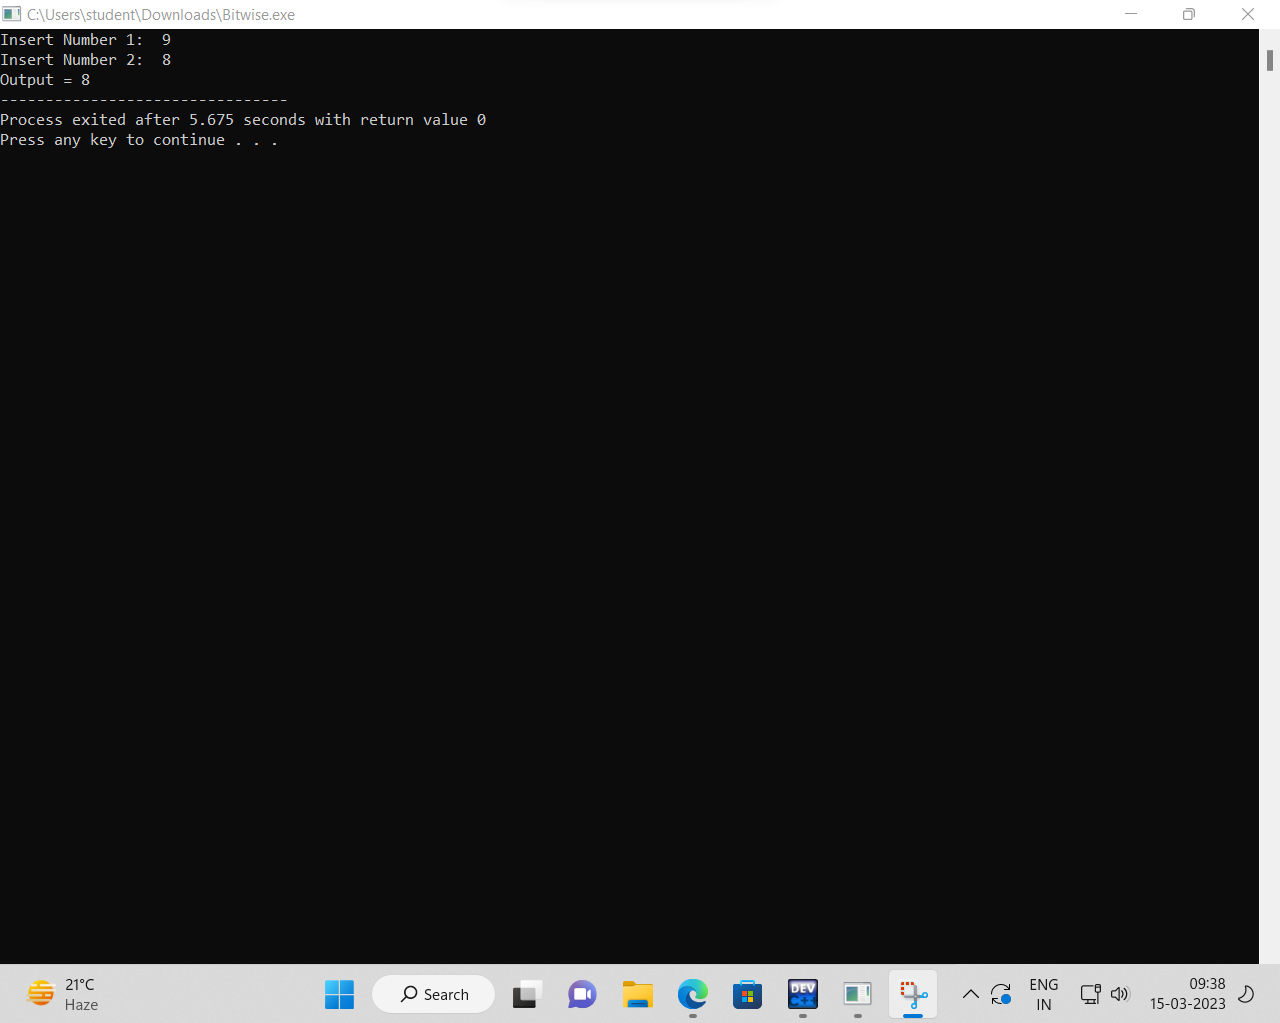 C:\Users\student\Downloads\Bitwise.exe
Insert Number 1:  9
Insert Number 2:  8
Output = 8
--------------------------------
Process exited after 5.675 seconds with return value 0
Press any key to continue . . .
21°C
Haze
Search
DEV
C++
ENG
IN
09:38
15-03-2023